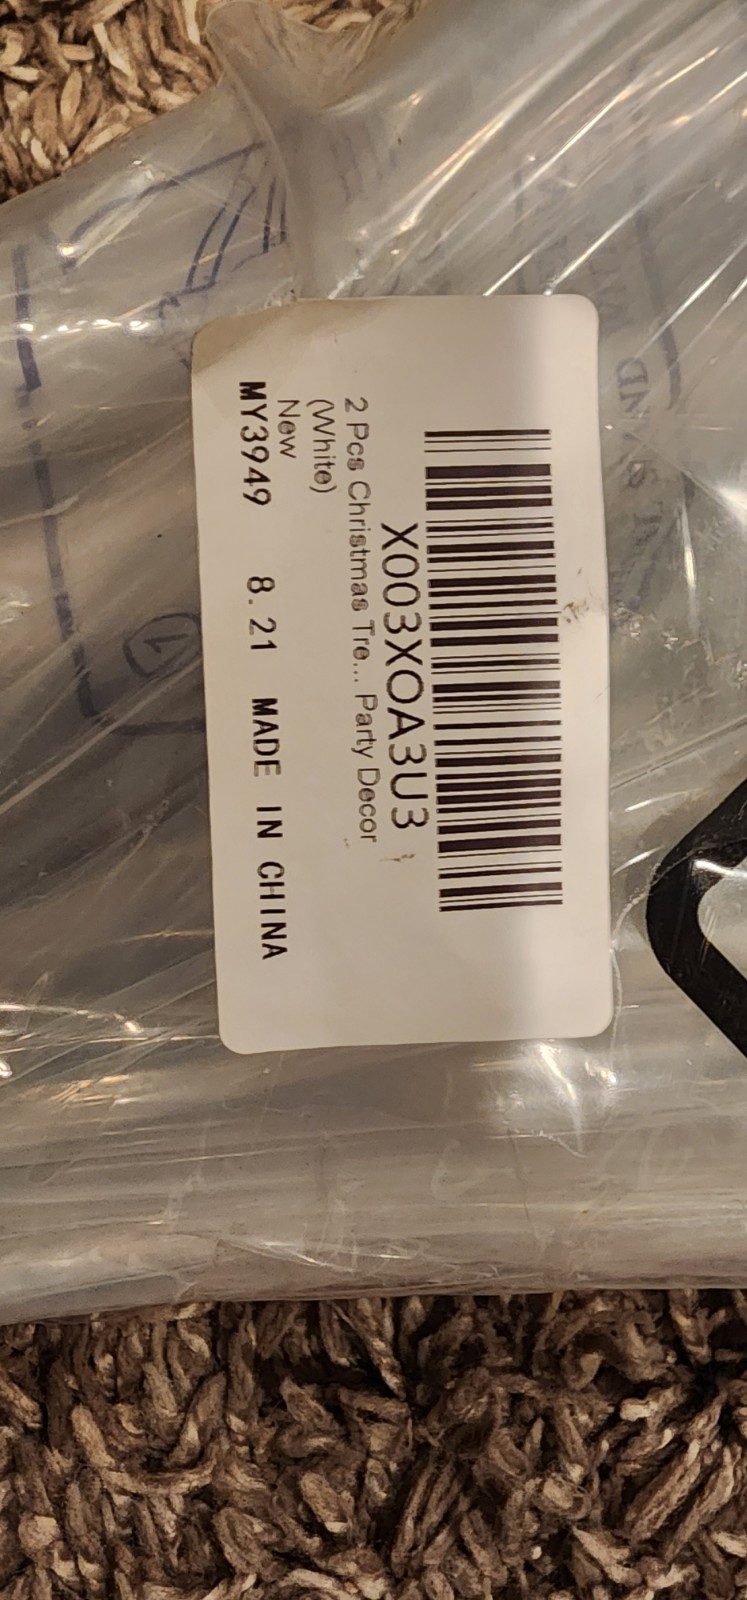 X003XOA3U3
2 Pcs Christmas Tre... Party Decor
(White)
New
MY3949 8.21 MADE IN CHINA